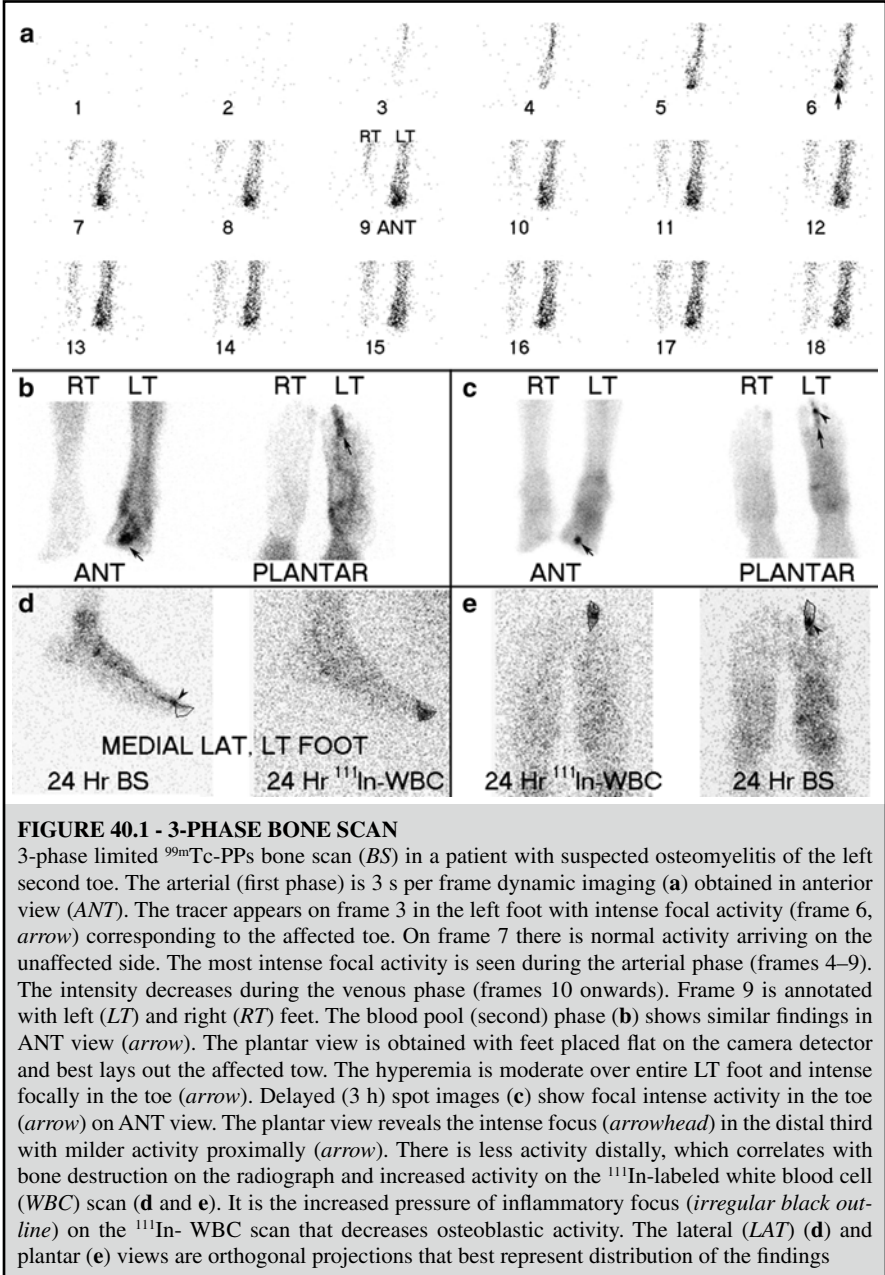 a
1 2 3 4 5 6
RT LT
7 8 9 ANT 10 11 12
13 14 15 16 17 18
b RT LT RT LT
ANT PLANTAR
c RT LT RT LT
ANT PLANTAR
d
MEDIAL LAT, LT FOOT
24 Hr BS 24 Hr ¹¹¹In-WBC
e
24 Hr ¹¹¹In-WBC 24 Hr BS
FIGURE 40.1 - 3-PHASE BONE SCAN
3-phase limited ⁹⁹ᵐTc-PPs bone scan (BS) in a patient with suspected osteomyelitis of the left
second toe. The arterial (first phase) is 3 s per frame dynamic imaging (a) obtained in anterior
view (ANT). The tracer appears on frame 3 in the left foot with intense focal activity (frame 6,
arrow) corresponding to the affected toe. On frame 7 there is normal activity arriving on the
unaffected side. The most intense focal activity is seen during the arterial phase (frames 4–9).
The intensity decreases during the venous phase (frames 10 onwards). Frame 9 is annotated
with left (LT) and right (RT) feet. The blood pool (second) phase (b) shows similar findings in
ANT view (arrow). The plantar view is obtained with feet placed flat on the camera detector
and best lays out the affected tow. The hyperemia is moderate over entire LT foot and intense
focally in the toe (arrow). Delayed (3 h) spot images (c) show focal intense activity in the toe
(arrow) on ANT view. The plantar view reveals the intense focus (arrowhead) in the distal third
with milder activity proximally (arrow). There is less activity distally, which correlates with
bone destruction on the radiograph and increased activity on the ¹¹¹In-labeled white blood cell
(WBC) scan (d and e). It is the increased pressure of inflammatory focus (irregular black out-
line) on the ¹¹¹In- WBC scan that decreases osteoblastic activity. The lateral (LAT) (d) and
plantar (e) views are orthogonal projections that best represent distribution of the findings